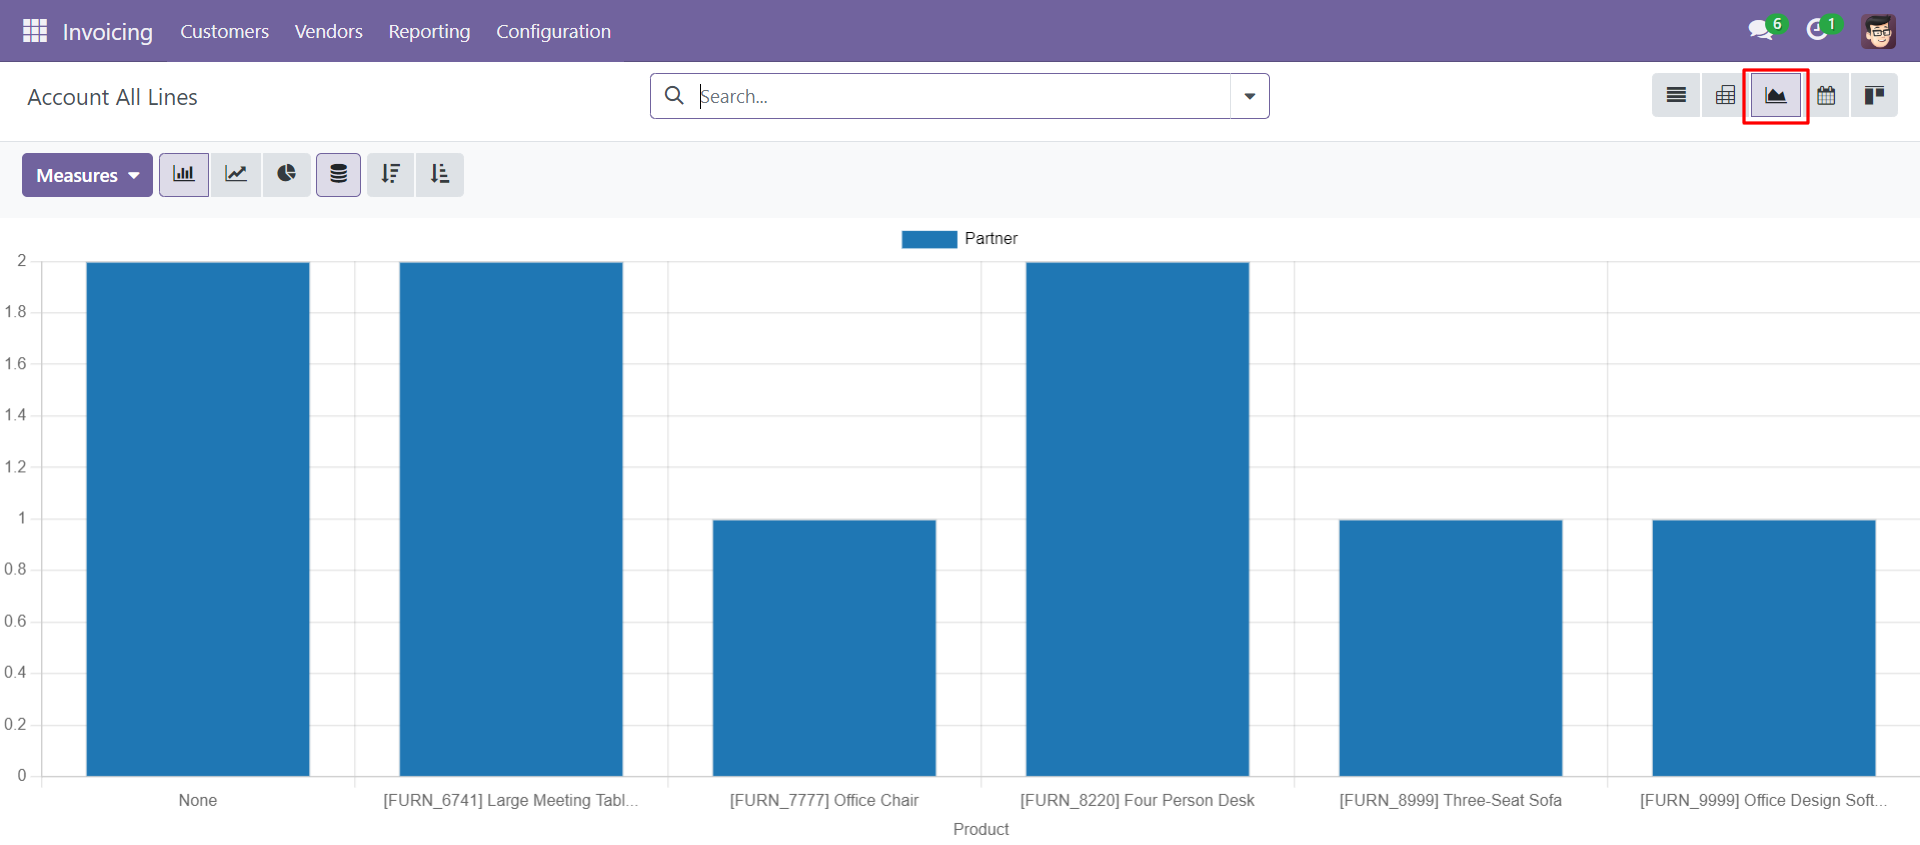 Invoicing Customers Vendors Reporting Configuration 6 1
Account All Lines Search...
Measures
Partner
2
1.8
1.6
1.4
1.2
1
0.8
0.6
0.4
0.2
0
None [FURN_6741] Large Meeting Tabl... [FURN_7777] Office Chair [FURN_8220] Four Person Desk [FURN_8999] Three-Seat Sofa [FURN_9999] Office Design Soft...
Product